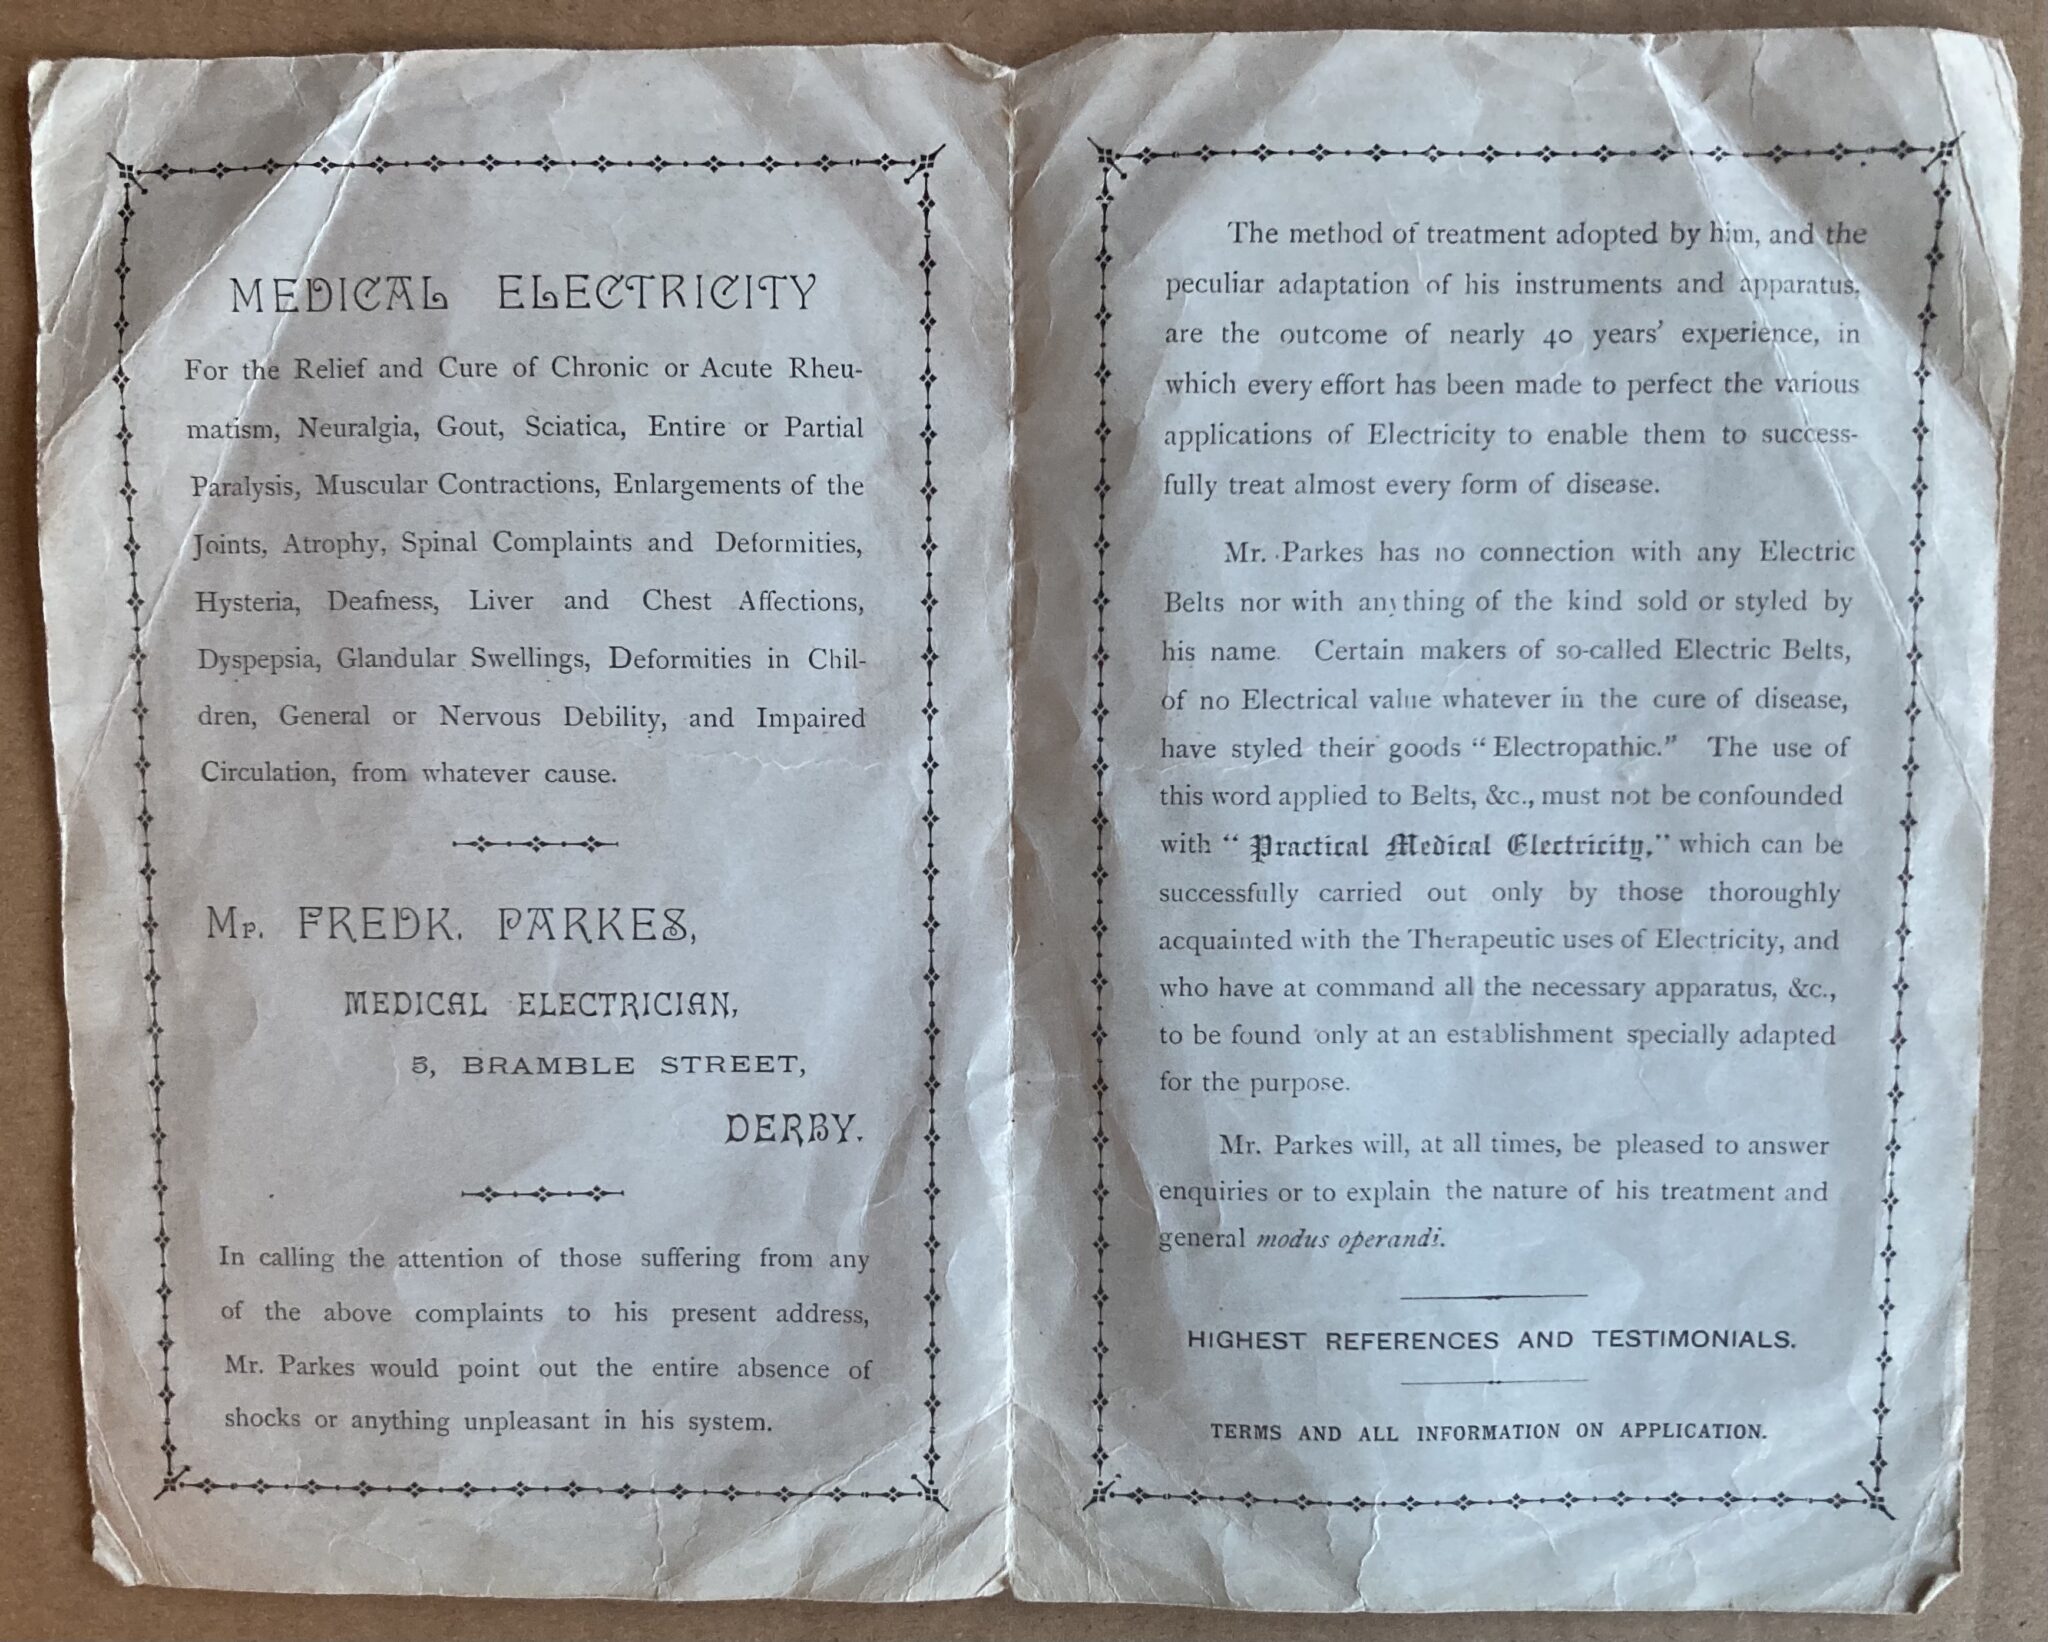 MEDICAL ELECTRICITY
For the Relief and Cure of Chronic or Acute Rheu-
matism, Neuralgia, Gout, Sciatica, Entire or Partial
Paralysis, Muscular Contractions, Enlargements of the
Joints, Atrophy, Spinal Complaints and Deformities,
Hysteria, Deafness, Liver and Chest Affections,
Dyspepsia, Glandular Swellings, Deformities in Chil-
dren, General or Nervous Debility, and Impaired
Circulation, from whatever cause.
Mr. FREDK. PARKES,
MEDICAL ELECTRICIAN,
5, BRAMBLE STREET,
DERBY.
In calling the attention of those suffering from any
of the above complaints to his present address,
Mr. Parkes would point out the entire absence of
shocks or anything unpleasant in his system.
The method of treatment adopted by him, and the
peculiar adaptation of his instruments and apparatus,
are the outcome of nearly 40 years' experience, in
which every effort has been made to perfect the various
applications of Electricity to enable them to success-
fully treat almost every form of disease.
Mr. Parkes has no connection with any Electric
Belts nor with anything of the kind sold or styled by
his name. Certain makers of so-called Electric Belts,
of no Electrical value whatever in the cure of disease,
have styled their goods “Electropathic.” The use of
this word applied to Belts, &c., must not be confounded
with “Practical Medical Electricity,” which can be
successfully carried out only by those thoroughly
acquainted with the Therapeutic uses of Electricity, and
who have at command all the necessary apparatus, &c.,
to be found only at an establishment specially adapted
for the purpose.
Mr. Parkes will, at all times, be pleased to answer
enquiries or to explain the nature of his treatment and
general modus operandi.
HIGHEST REFERENCES AND TESTIMONIALS.
TERMS AND ALL INFORMATION ON APPLICATION.